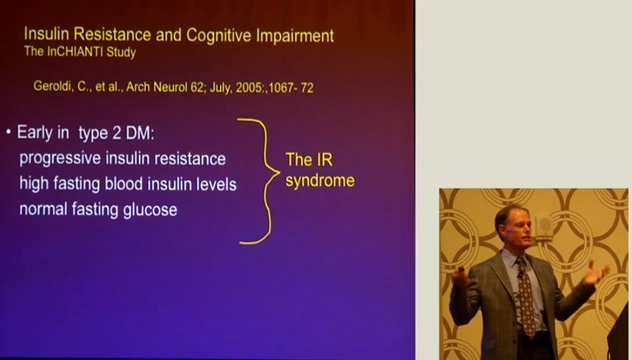 Insulin Resistance and Cognitive Impairment
The InCHIANTI Study
Geroldi, C., et al., Arch Neurol 62; July, 2005:,1067- 72
• Early in type 2 DM:
progressive insulin resistance
high fasting blood insulin levels
normal fasting glucose
The IR
syndrome